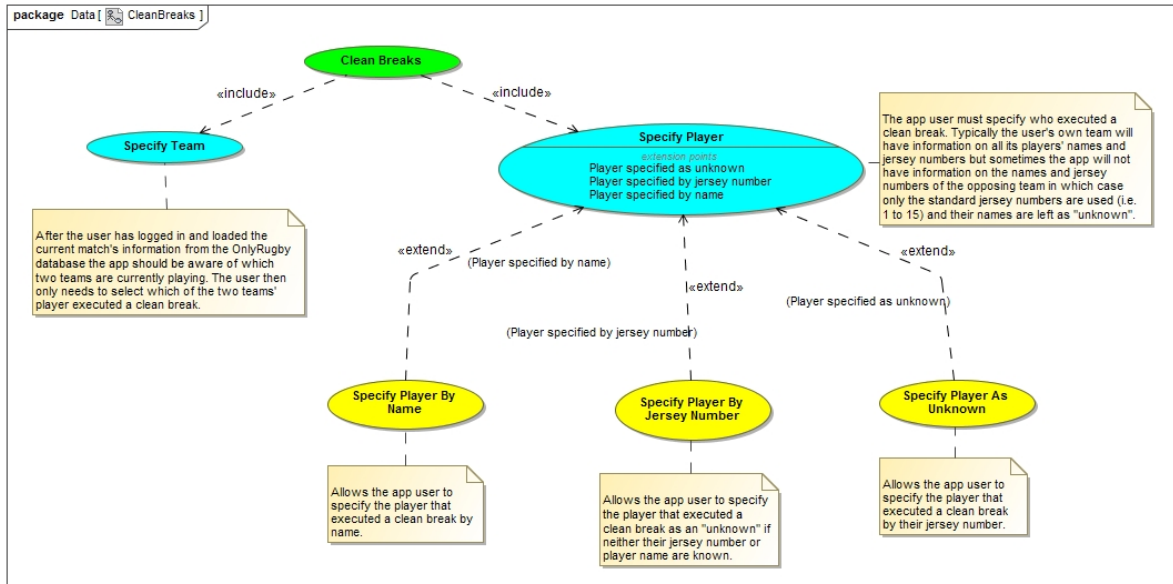 package Data [ CleanBreaks ]
Clean Breaks
«include»
«include»
Specify Team
Specify Player
extension points
Player specified as unknown
Player specified by jersey number
Player specified by name
The app user must specify who executed a
clean break. Typically the user's own team will
have information on all its players' names and
jersey numbers but sometimes the app will not
have information on the names and jersey
numbers of the opposing team in which case
only the standard jersey numbers are used (i.e.
1 to 15) and their names are left as "unknown".
After the user has logged in and loaded the
current match's information from the OnlyRugby
database the app should be aware of which
two teams are currently playing. The user then
only needs to select which of the two teams'
player executed a clean break.
«extend»
(Player specified by name)
«extend»
(Player specified by jersey number)
«extend»
(Player specified as unknown)
Specify Player By
Name
Specify Player By
Jersey Number
Specify Player As
Unknown
Allows the app user to
specify the player that
executed a clean break by
name.
Allows the app user to specify
the player that executed a
clean break as an "unknown" if
neither their jersey number or
player name are known.
Allows the app user to
specify the player that
executed a clean break
by their jersey number.